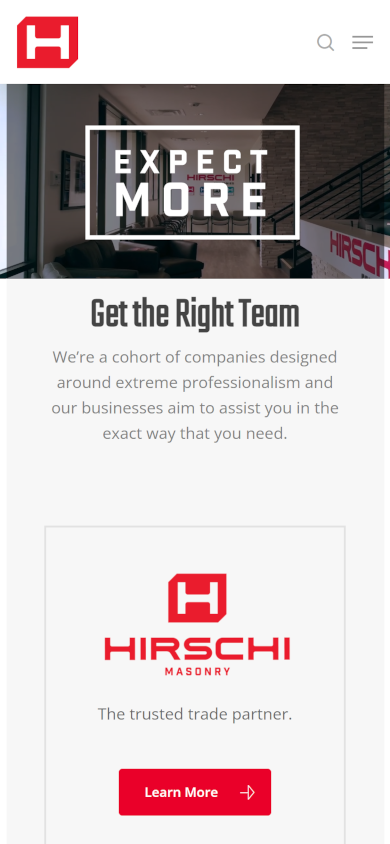 H
EXPECT
MORE
HIRSCHI
HIRSCH
Get the Right Team
We're a cohort of companies designed
around extreme professionalism and
our businesses aim to assist you in the
exact way that you need.
H
HIRSCHI
MASONRY
The trusted trade partner.
Learn More